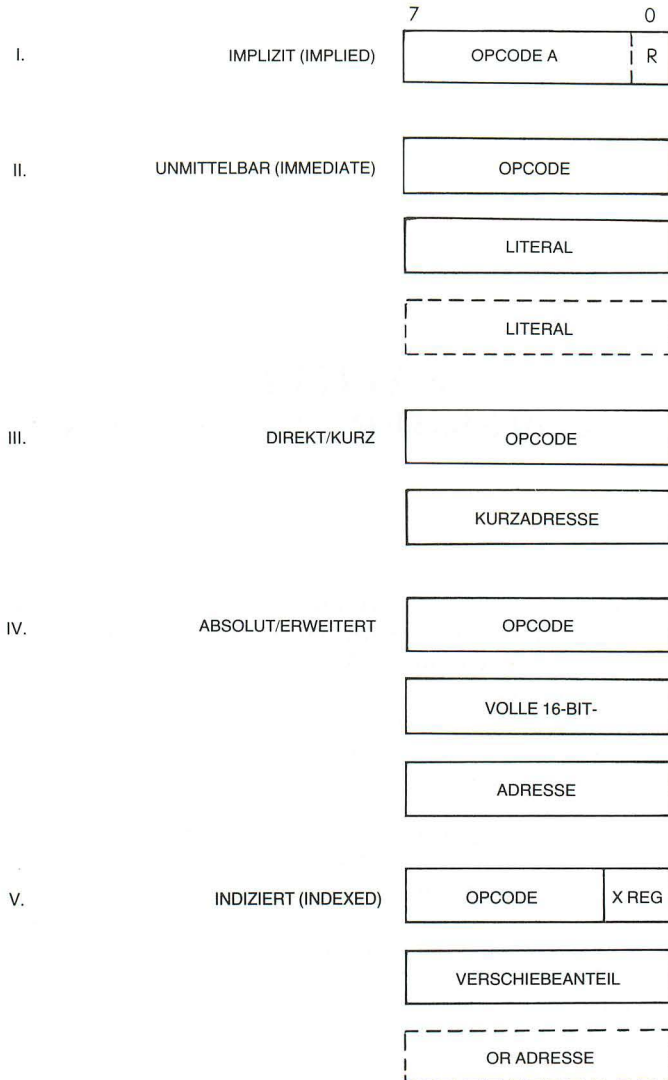 7 0
I. IMPLIZIT (IMPLIED) OPCODE A R
II. UNMITTELBAR (IMMEDIATE) OPCODE
LITERAL
LITERAL
III. DIREKT/KURZ OPCODE
KURZADRESSE
IV. ABSOLUT/ERWEITERT OPCODE
VOLLE 16-BIT-
ADRESSE
V. INDIZIERT (INDEXED) OPCODE X REG
VERSCHIEBEANTEIL
OR ADRESSE